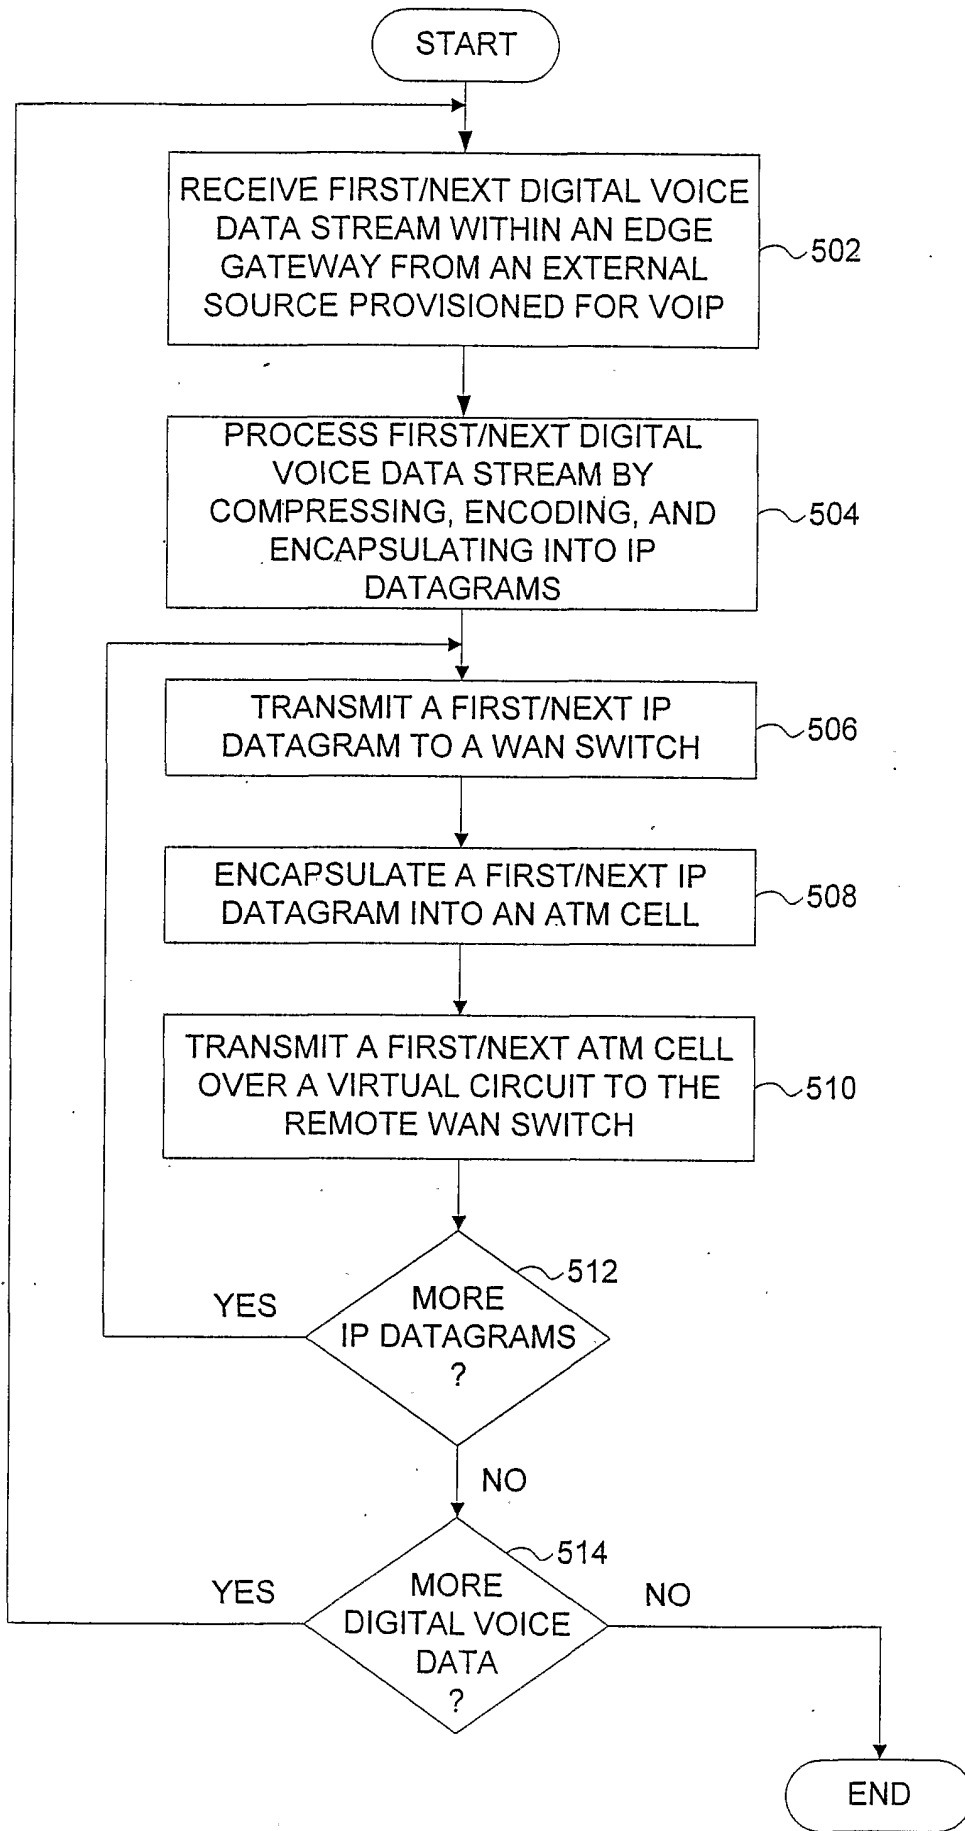 START
RECEIVE FIRST/NEXT DIGITAL VOICE
DATA STREAM WITHIN AN EDGE
GATEWAY FROM AN EXTERNAL
SOURCE PROVISIONED FOR VOIP
502
PROCESS FIRST/NEXT DIGITAL
VOICE DATA STREAM BY
COMPRESSING, ENCODING, AND
ENCAPSULATING INTO IP
DATAGRAMS
504
TRANSMIT A FIRST/NEXT IP
DATAGRAM TO A WAN SWITCH
506
ENCAPSULATE A FIRST/NEXT IP
DATAGRAM INTO AN ATM CELL
508
TRANSMIT A FIRST/NEXT ATM CELL
OVER A VIRTUAL CIRCUIT TO THE
REMOTE WAN SWITCH
510
512
YES
MORE
IP DATAGRAMS
?
NO
514
YES
MORE
DIGITAL VOICE
DATA
?
NO
END